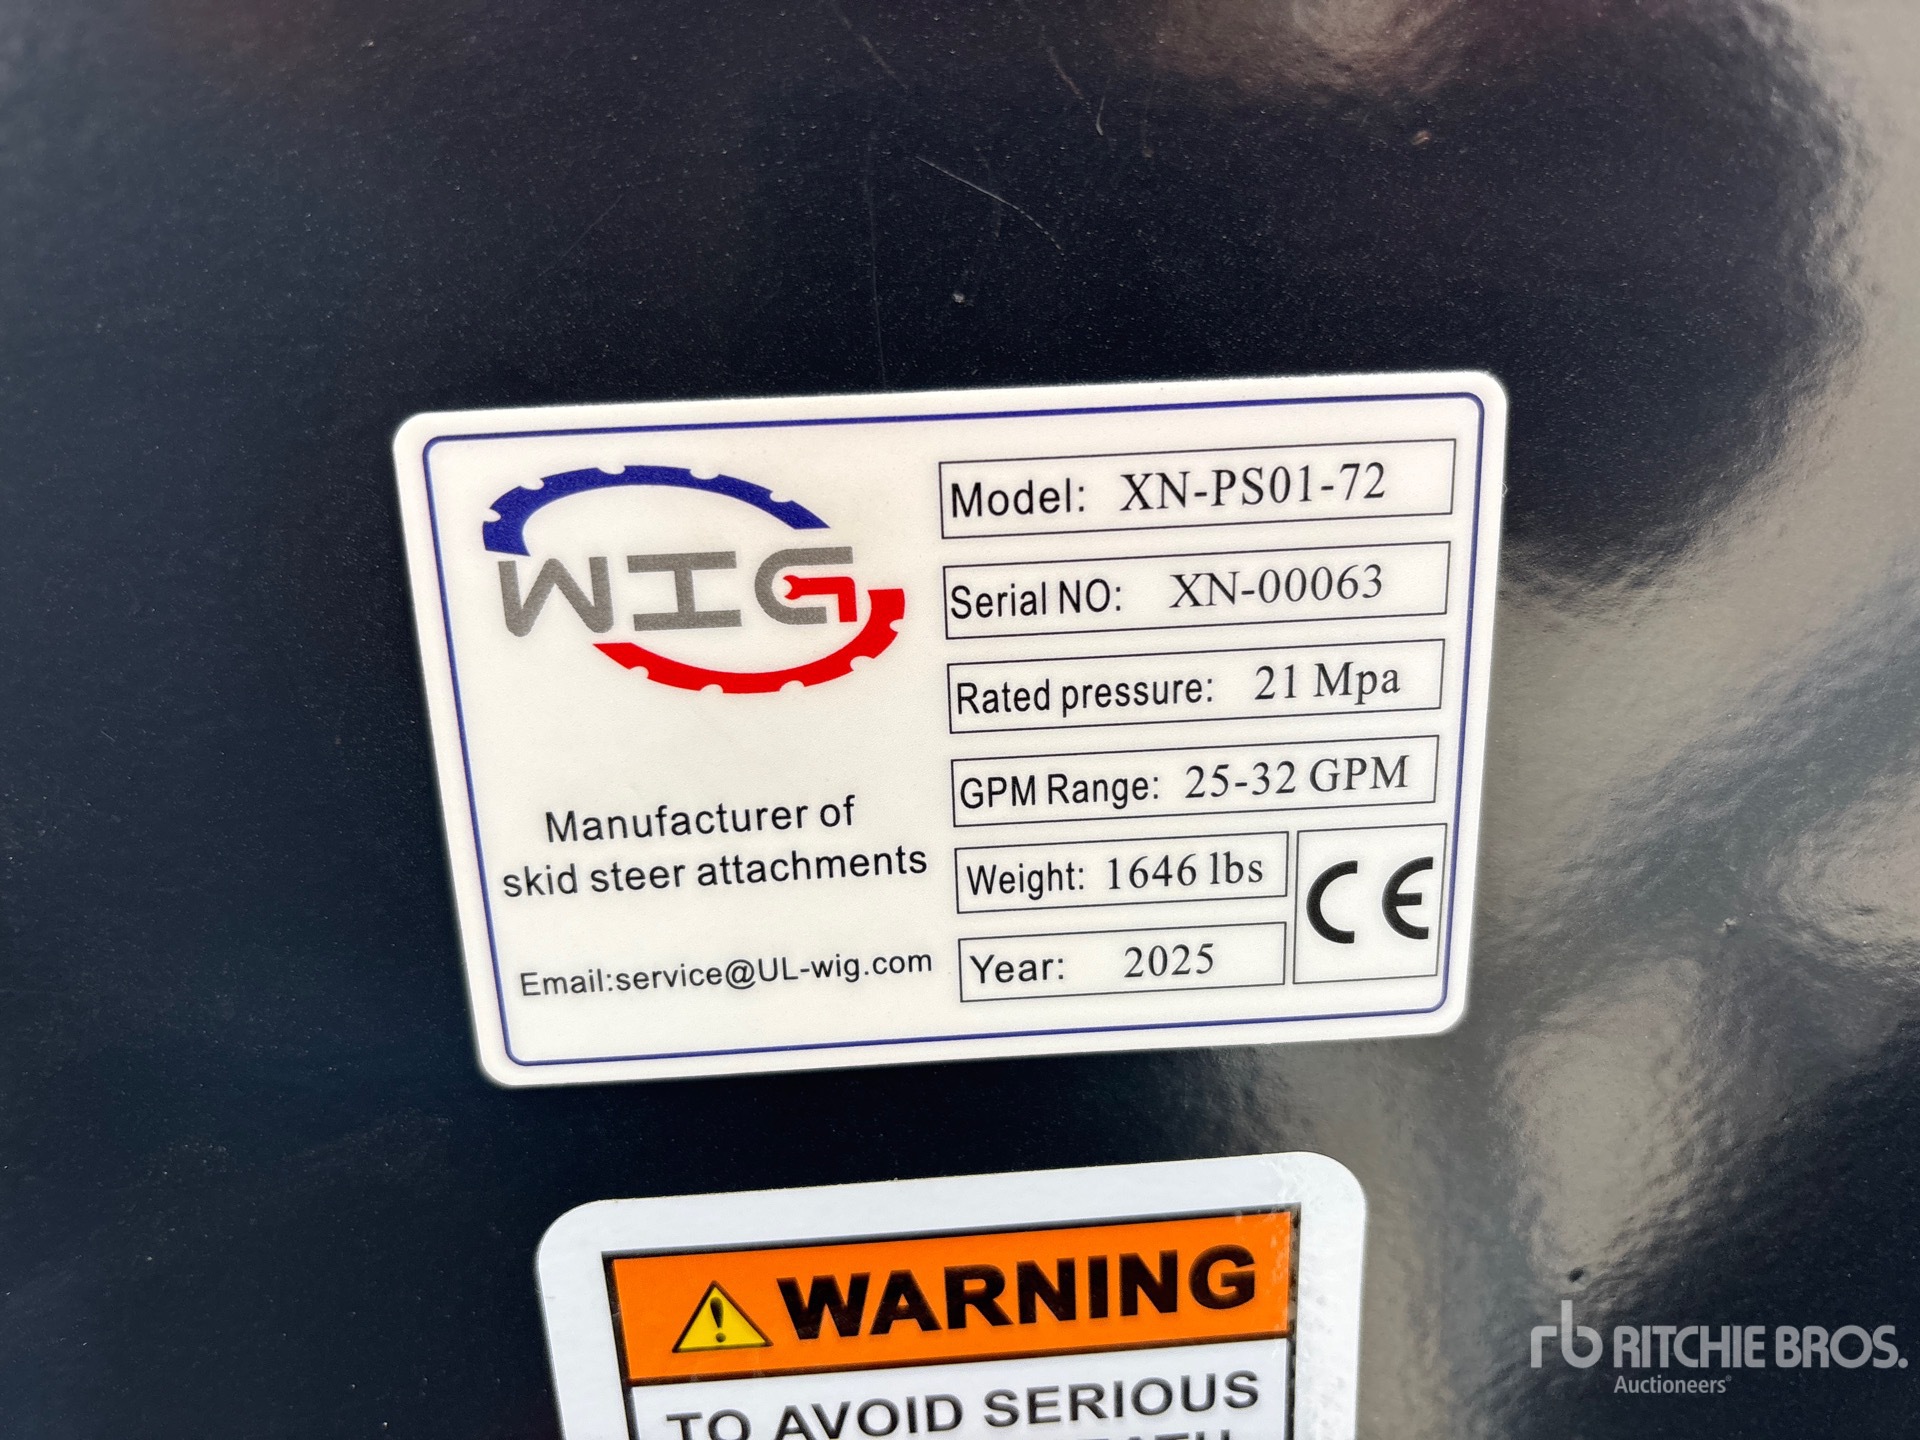 WIG
Manufacturer of
skid steer attachments
Email:service@UL-wig.com
Model: XN-PS01-72
Serial NO: XN-00063
Rated pressure: 21 Mpa
GPM Range: 25-32 GPM
Weight: 1646 lbs
Year: 2025
CE
WARNING
TO AVOID SERIOUS
rb RITCHIE BROS.
Auctioneers